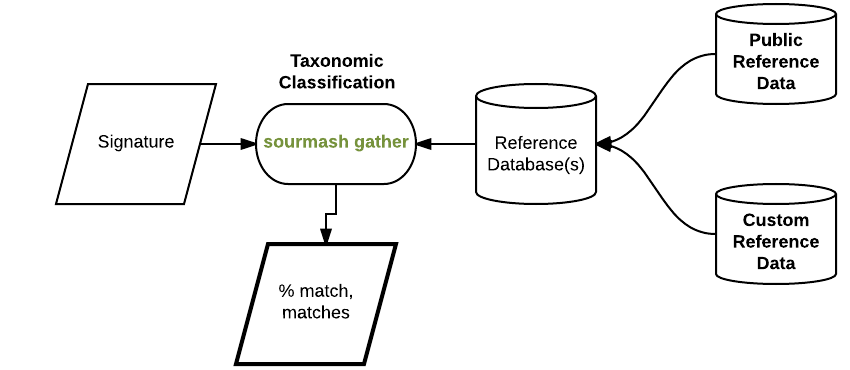 Taxonomic
Classification
Signature
sourmash gather
Reference
Database(s)
Public
Reference
Data
Custom
Reference
Data
% match,
matches